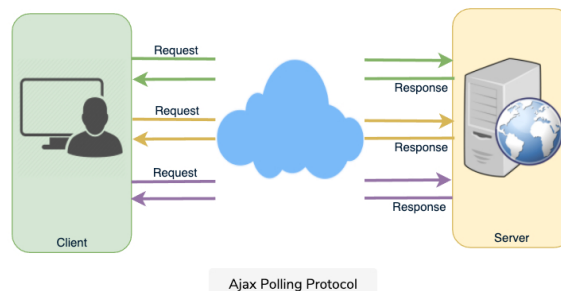 Request
Response
Request
Response
Request
Response
Client
Server
Ajax Polling Protocol